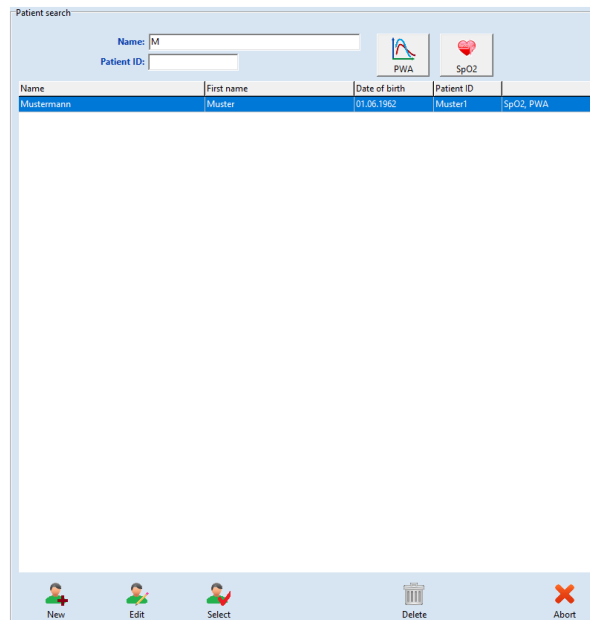 Patient search
Name: M
Patient ID:
PWA SpO2
Name First name Date of birth Patient ID
Mustermann Muster 01.06.1962 Muster1 SpO2, PWA
New Edit Select Delete Abort